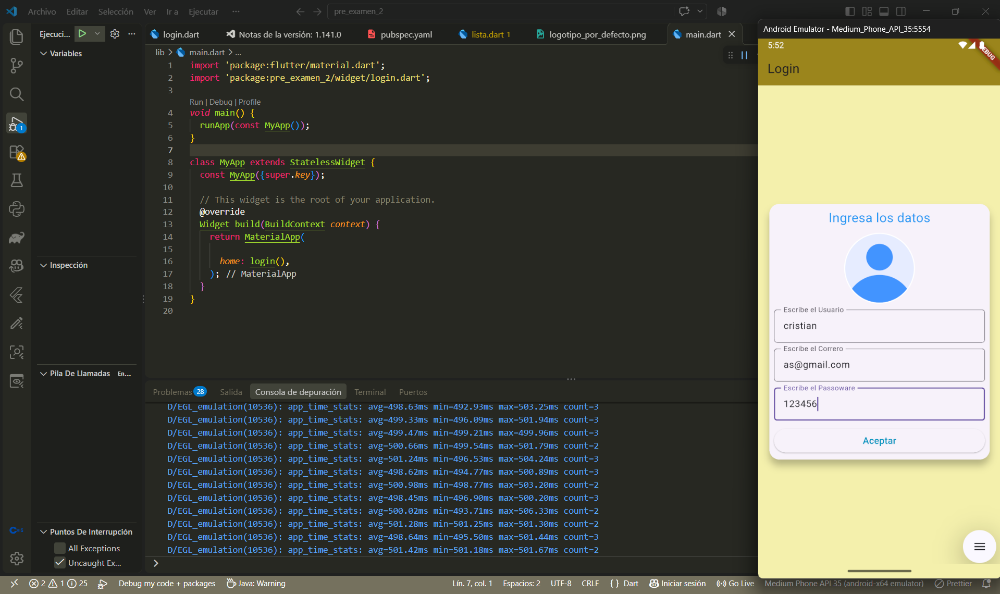 Archivo Editar Selección Ver Ir a Ejecutar ··· pre_examen_2
Ejecuci... ···
login.dart Notas de la versión: 1.141.0 pubspec.yaml lista.dart 1 logotipo_por_defecto.png main.dart
Variables
Inspección
Pila De Llamadas En...
Puntos De Interrupción
All Exceptions
Uncaught Ex...
lib > main.dart > ...
1 import 'package:flutter/material.dart';
2 import 'package:pre_examen_2/widget/login.dart';
3
Run | Debug | Profile
4 void main() {
5 runApp(const MyApp());
6 }
7
8 class MyApp extends StatelessWidget {
9 const MyApp({super.key});
10
11 // This widget is the root of your application.
12 @override
13 Widget build(BuildContext context) {
14 return MaterialApp(
15
16 home: login(),
17 ); // MaterialApp
18 }
19 }
20
Problemas 28 Salida Consola de depuración Terminal Puertos
D/EGL_emulation(10536): app_time_stats: avg=498.63ms min=492.93ms max=503.25ms count=3
D/EGL_emulation(10536): app_time_stats: avg=499.33ms min=496.09ms max=501.94ms count=3
D/EGL_emulation(10536): app_time_stats: avg=499.47ms min=499.21ms max=499.96ms count=3
D/EGL_emulation(10536): app_time_stats: avg=500.66ms min=499.54ms max=501.79ms count=2
D/EGL_emulation(10536): app_time_stats: avg=501.24ms min=496.53ms max=504.24ms count=3
D/EGL_emulation(10536): app_time_stats: avg=498.62ms min=494.77ms max=500.89ms count=3
D/EGL_emulation(10536): app_time_stats: avg=500.98ms min=498.77ms max=503.20ms count=2
D/EGL_emulation(10536): app_time_stats: avg=498.45ms min=496.90ms max=500.20ms count=3
D/EGL_emulation(10536): app_time_stats: avg=500.02ms min=493.71ms max=506.33ms count=2
D/EGL_emulation(10536): app_time_stats: avg=501.28ms min=501.25ms max=501.30ms count=2
D/EGL_emulation(10536): app_time_stats: avg=498.64ms min=495.50ms max=501.44ms count=3
D/EGL_emulation(10536): app_time_stats: avg=501.42ms min=501.18ms max=501.67ms count=2
>
Android Emulator - Medium_Phone_API_35:5554
5:52
Login
Ingresa los datos
Escribe el Usuario
cristian
Escribe el Correro
as@gmail.com
Escribe el Passoware
123456
Aceptar
2 1 25 Debug my code + packages Java: Warning Lín. 7, col. 1 Espacios: 2 UTF-8 CRLF { } Dart Iniciar sesión Go Live Medium Phone API 35 (android-x64 emulator) Prettier